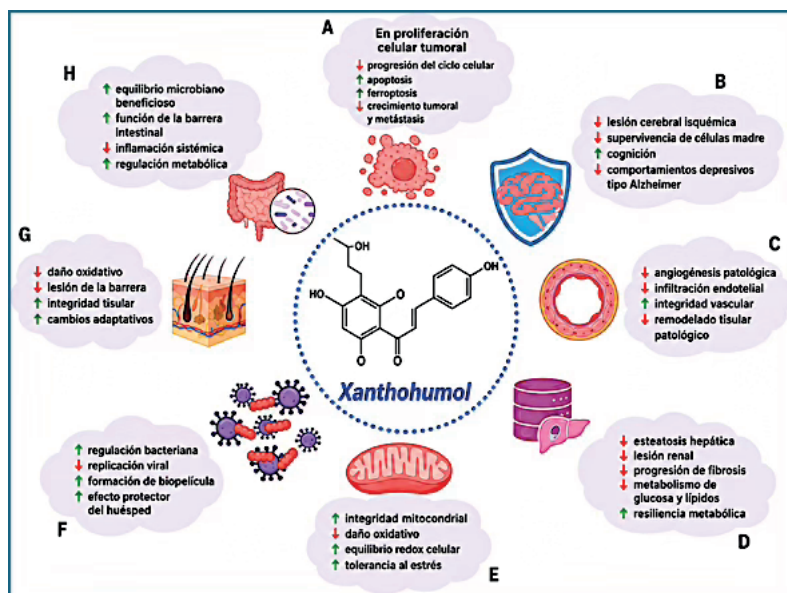 A
En proliferación
celular tumoral
↓ progresión del ciclo celular
↑ apoptosis
↑ ferroptosis
↓ crecimiento tumoral
y metástasis
B
↓ lesión cerebral isquémica
↓ supervivencia de células madre
↑ cognición
↓ comportamientos depresivos
tipo Alzheimer
C
↓ angiogénesis patológica
↓ infiltración endotelial
↑ integridad vascular
↓ remodelado tisular
patológico
↓ esteatosis hepática
↓ lesión renal
↓ progresión de fibrosis
↓ metabolismo de
glucosa y lípidos
↑ resiliencia metabólica
D
↑ integridad mitocondrial
↓ daño oxidativo
↑ equilibrio redox celular
↑ tolerancia al estrés
E
↑ regulación bacteriana
↓ replicación viral
↑ formación de biopelícula
↑ efecto protector
del huésped
F
G
↓ daño oxidativo
↓ lesión de la barrera
↑ integridad tisular
↑ cambios adaptativos
H
↑ equilibrio microbiano
beneficioso
↑ función de la barrera
intestinal
↓ inflamación sistémica
↑ regulación metabólica
OH
OH
HO
O
O
O
Xanthohumol